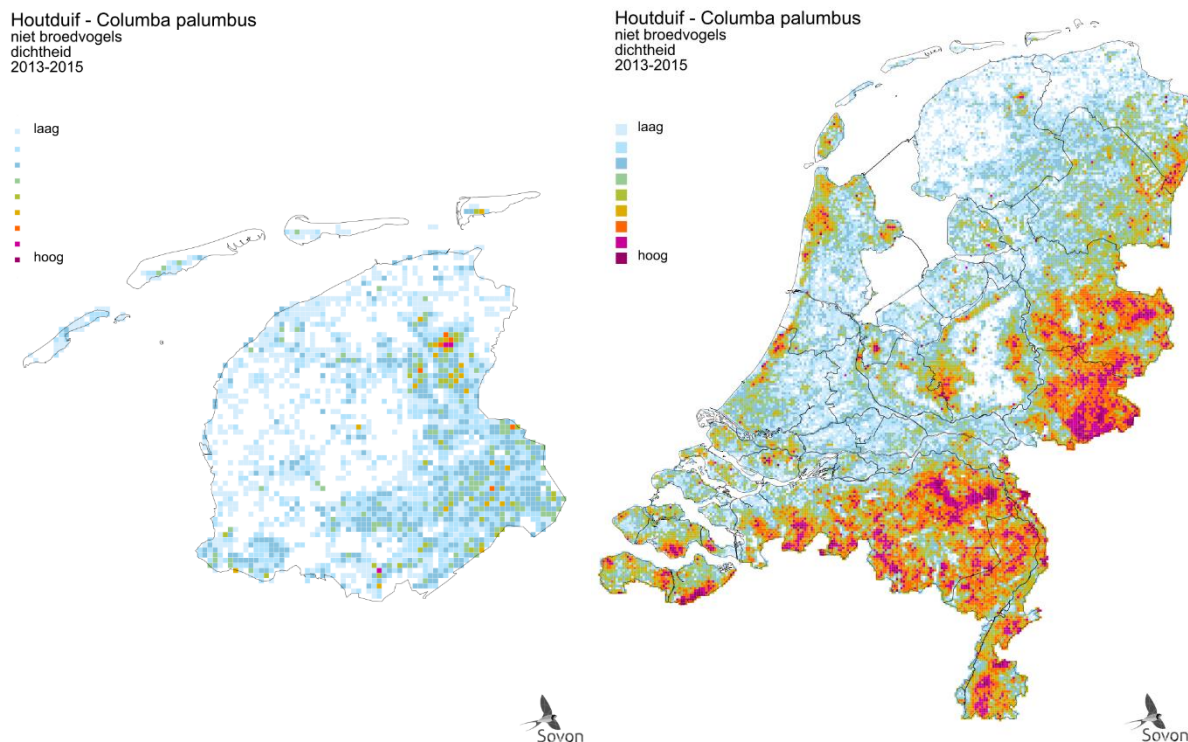 Houtduif - Columba palumbus
niet broedvogels
dichtheid
2013-2015
laag
hoog
Sovon
Houtduif - Columba palumbus
niet broedvogels
dichtheid
2013-2015
laag
hoog
Sovon